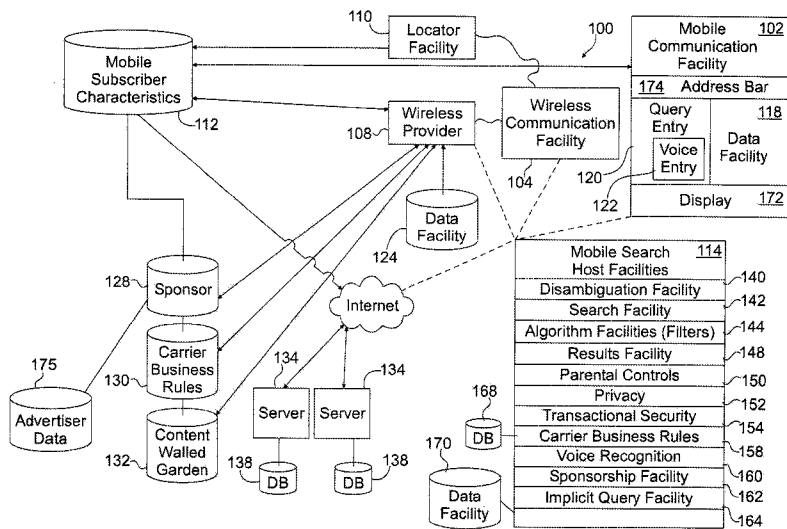 110
Locator
Facility
100
Mobile
Subscriber
Characteristics
112
Mobile 102
Communication
Facility
174 Address Bar
Query
Entry
Voice
Entry
118
Data
Facility
120
122
Display 172
108
Wireless
Provider
Wireless
Communication
Facility
104
Data
Facility
124
128
Sponsor
Internet
175
Advertiser
Data
130
Carrier
Business
Rules
132
Content
Walled
Garden
134
Server
134
Server
DB
138
DB
138
Mobile Search 114
Host Facilities
140
Disambiguation Facility
142
Search Facility
Algorithm Facilities (Filters)
144
Results Facility
148
Parental Controls
150
Privacy
152
Transactional Security
154
168
DB
Carrier Business Rules
158
Voice Recognition
160
170
Data
Facility
Sponsorship Facility
162
Implicit Query Facility
164